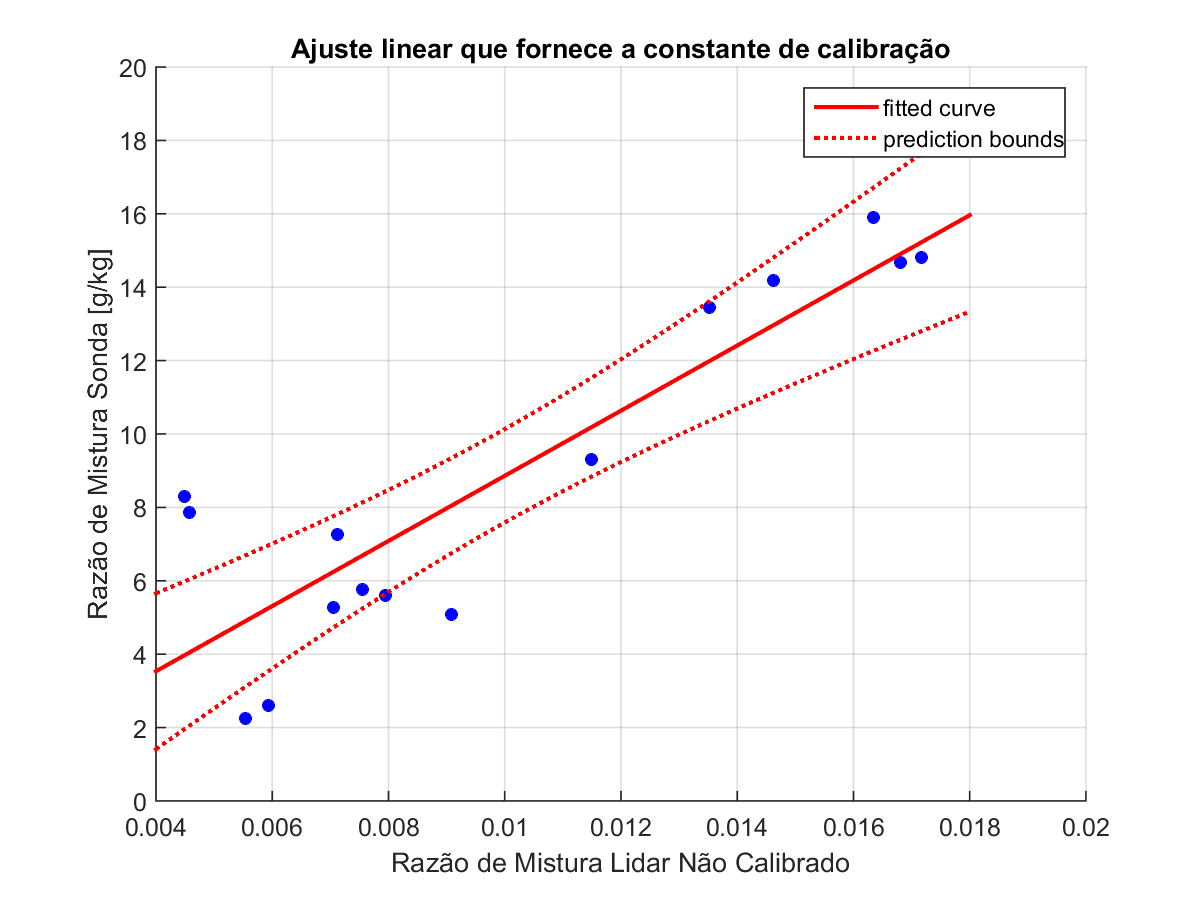 Ajuste linear que fornece a constante de calibração
fitted curve
prediction bounds
20
18
16
14
12
10
8
6
4
2
0
Razão de Mistura Sonda [g/kg]
0.004 0.006 0.008 0.01 0.012 0.014 0.016 0.018 0.02
Razão de Mistura Lidar Não Calibrado